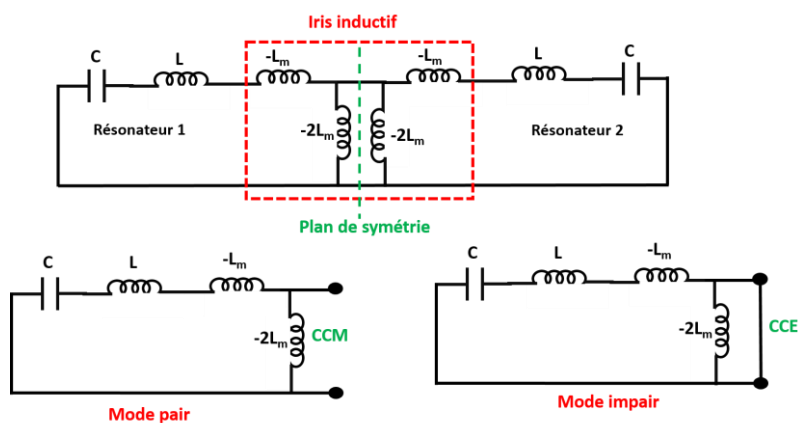 Iris inductif
C
L
-Lm
-Lm
L
C
Résonateur 1
-2Lm
-2Lm
Résonateur 2
Plan de symétrie
C
L
-Lm
-2Lm
CCM
Mode pair
C
L
-Lm
-2Lm
CCE
Mode impair